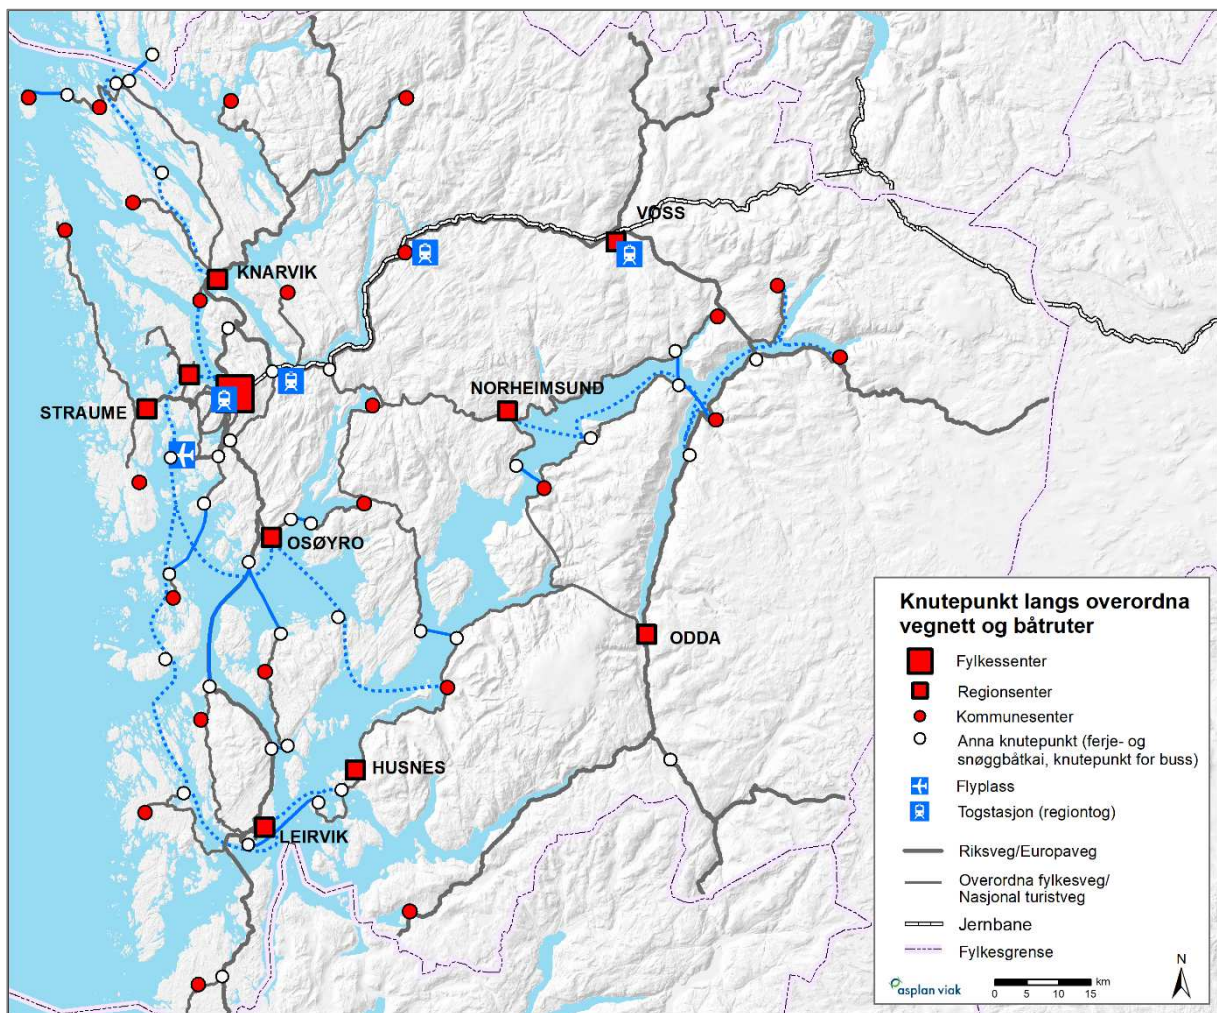 VOSS
KNARVIK
STRAUME
NORHEIMSUND
OSØYRO
ODDA
HUSNES
LEIRVIK
Knutepunkt langs overordna
vegnett og båtruter
Fylkessenter
Regionsenter
Kommunesenter
Anna knutepunkt (ferje- og
snøggbåtkai, knutepunkt for buss)
Flyplass
Togstasjon (regiontog)
Riksveg/Europaveg
Overordna fylkesveg/
Nasjonal turistveg
Jernbane
Fylkesgrense
N
asplan viak
km
0 5 10 15